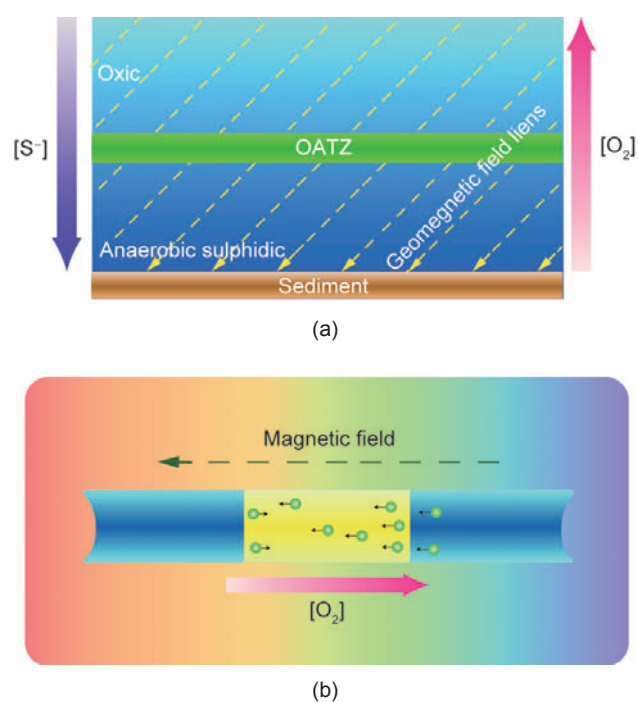 Oxic
[S⁻]
OATZ
[O₂]
Geomegnetic field liens
Anaerobic sulphidic
Sediment
(a)
Magnetic field
[O₂]
(b)